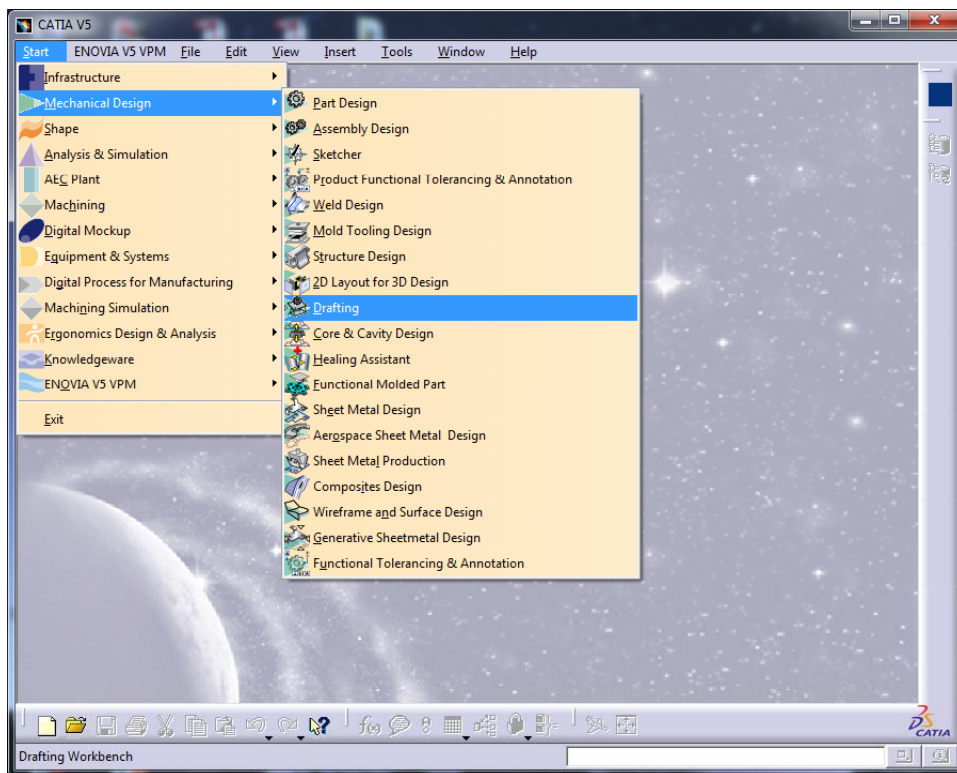 CATIA V5
Start ENOVIA V5 VPM File Edit View Insert Tools Window Help
Infrastructure
Mechanical Design
Shape
Analysis & Simulation
AEC Plant
Machining
Digital Mockup
Equipment & Systems
Digital Process for Manufacturing
Machining Simulation
Ergonomics Design & Analysis
Knowledgeware
ENOVIA V5 VPM
Exit
Part Design
Assembly Design
Sketcher
Product Functional Tolerancing & Annotation
Weld Design
Mold Tooling Design
Structure Design
2D Layout for 3D Design
Drafting
Core & Cavity Design
Healing Assistant
Functional Molded Part
Sheet Metal Design
Aerospace Sheet Metal Design
Sheet Metal Production
Composites Design
Wireframe and Surface Design
Generative Sheetmetal Design
Functional Tolerancing & Annotation
f(x)
CATIA
Drafting Workbench